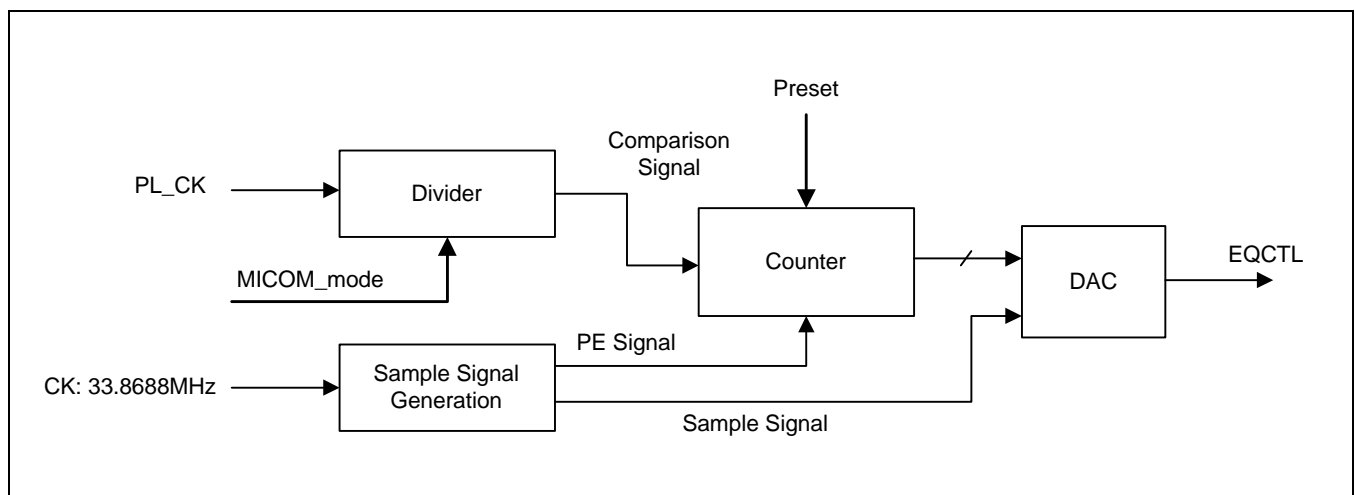 Preset
Comparison
Signal
PL_CK
Divider
MICOM_mode
Counter
EQCTL
DAC
PE Signal
CK: 33.8688MHz
Sample Signal
Generation
Sample Signal